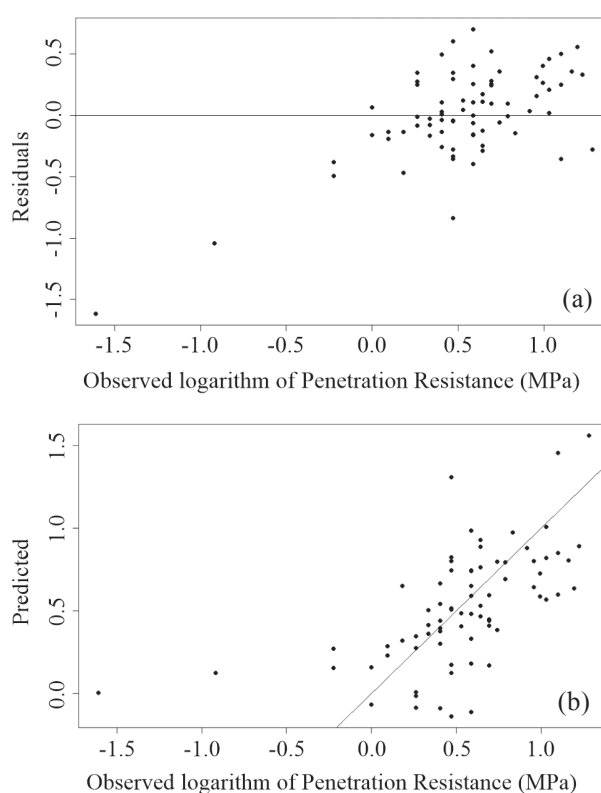 0.5
0.0
-0.5
-1.0
-1.5
Residuals
(a)
-1.5 -1.0 -0.5 0.0 0.5 1.0
Observed logarithm of Penetration Resistance (MPa)
1.5
1.0
0.5
0.0
Predicted
(b)
-1.5 -1.0 -0.5 0.0 0.5 1.0
Observed logarithm of Penetration Resistance (MPa)